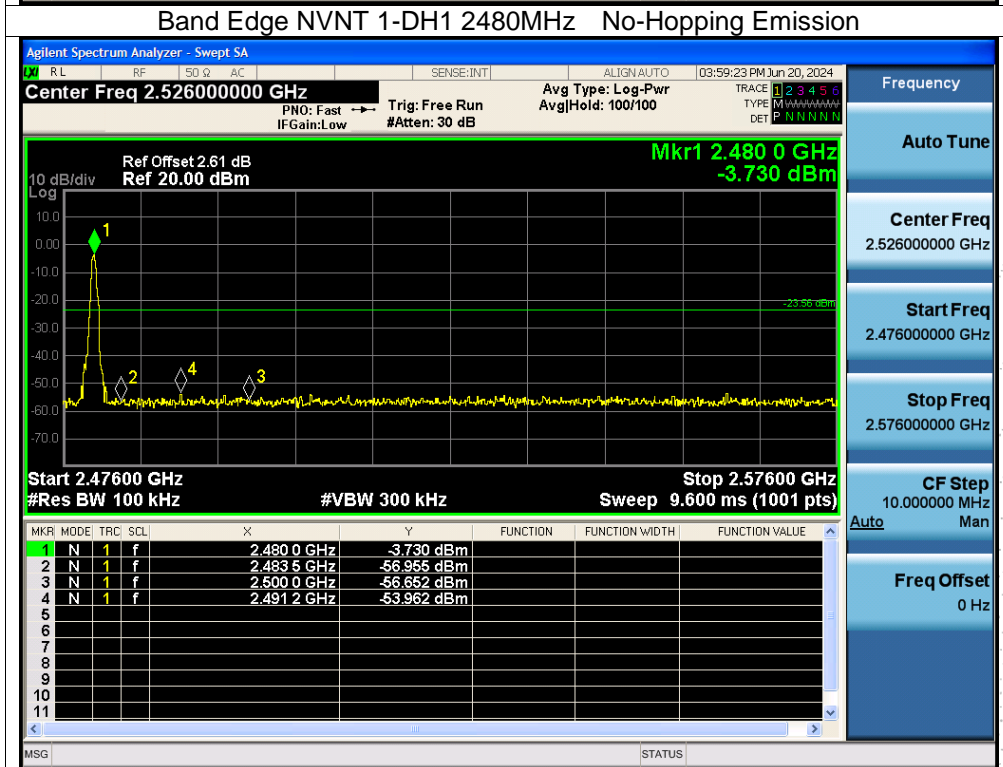 Band Edge NVNT 1-DH1 2480MHz No-Hopping Emission
Agilent Spectrum Analyzer - Swept SA
LXI RL RF 50 Ω AC SENSE:INT ALIGN AUTO 03:59:23 PM Jun 20, 2024
Center Freq 2.526000000 GHz
PNO: Fast
IFGain:Low
Trig: Free Run
#Atten: 30 dB
Avg Type: Log-Pwr
Avg|Hold: 100/100
TRACE 1 2 3 4 5 6
TYPE M WWWWW
DET P N N N N N
Ref Offset 2.61 dB
10 dB/div Ref 20.00 dBm
Log
Mkr1 2.480 0 GHz
-3.730 dBm
10.0
0.00
-10.0
-20.0
-30.0
-40.0
-50.0
-60.0
-70.0
1
2
4
3
-23.56 dBm
Start 2.47600 GHz Stop 2.57600 GHz
#Res BW 100 kHz #VBW 300 kHz Sweep 9.600 ms (1001 pts)
MKR MODE TRC SCL X Y FUNCTION FUNCTION WIDTH FUNCTION VALUE
1 N 1 f 2.480 0 GHz -3.730 dBm
2 N 1 f 2.483 5 GHz -56.955 dBm
3 N 1 f 2.500 0 GHz -56.652 dBm
4 N 1 f 2.491 2 GHz -53.962 dBm
5
6
7
8
9
10
11
MSG STATUS
Frequency
Auto Tune
Center Freq
2.526000000 GHz
Start Freq
2.476000000 GHz
Stop Freq
2.576000000 GHz
CF Step
10.000000 MHz
Auto Man
Freq Offset
0 Hz